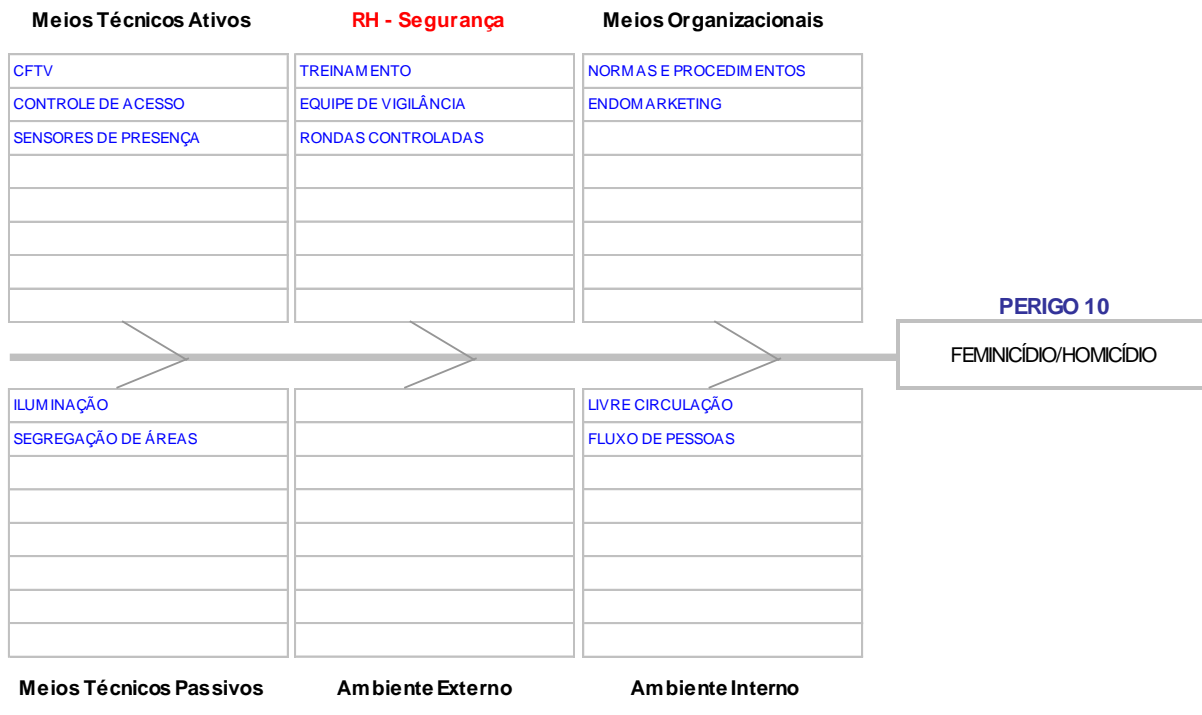 Meios Técnicos Ativos
RH - Segurança
Meios Organizacionais
CFTV
TREINAMENTO
NORMAS E PROCEDIMENTOS
CONTROLE DE ACESSO
EQUIPE DE VIGILÂNCIA
ENDOMARKETING
SENSORES DE PRESENÇA
RONDAS CONTROLADAS
PERIGO 10
FEMINICÍDIO/HOMICÍDIO
ILUMINAÇÃO
LIVRE CIRCULAÇÃO
SEGREGAÇÃO DE ÁREAS
FLUXO DE PESSOAS
Meios Técnicos Passivos
Ambiente Externo
Ambiente Interno